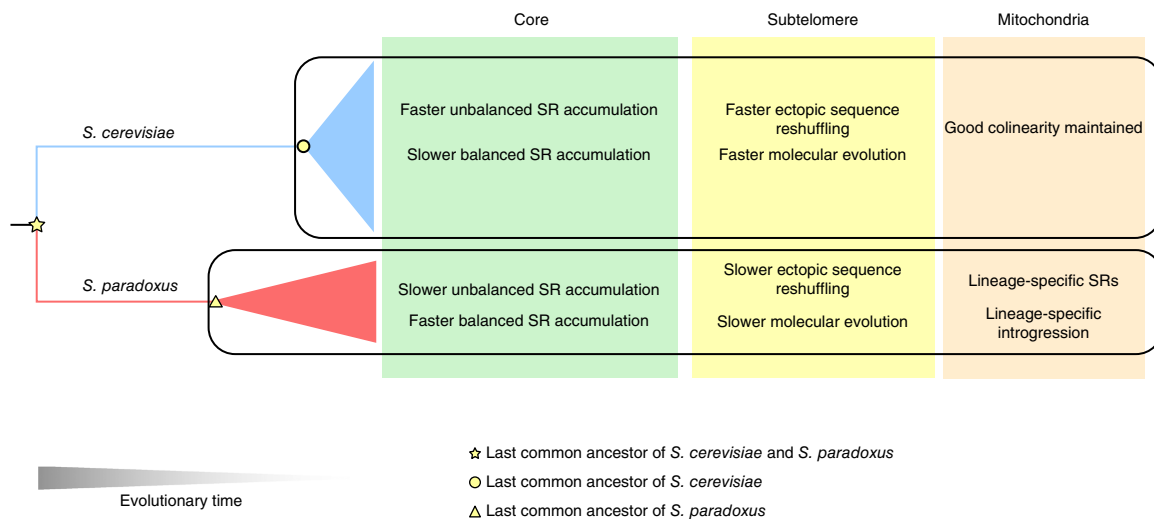 Core
Subtelomere
Mitochondria
S. cerevisiae
Faster unbalanced SR accumulation
Slower balanced SR accumulation
Faster ectopic sequence
reshuffling
Faster molecular evolution
Good colinearity maintained
S. paradoxus
Slower unbalanced SR accumulation
Faster balanced SR accumulation
Slower ectopic sequence
reshuffling
Slower molecular evolution
Lineage-specific SRs
Lineage-specific
introgression
Evolutionary time
Last common ancestor of S. cerevisiae and S. paradoxus
Last common ancestor of S. cerevisiae
Last common ancestor of S. paradoxus